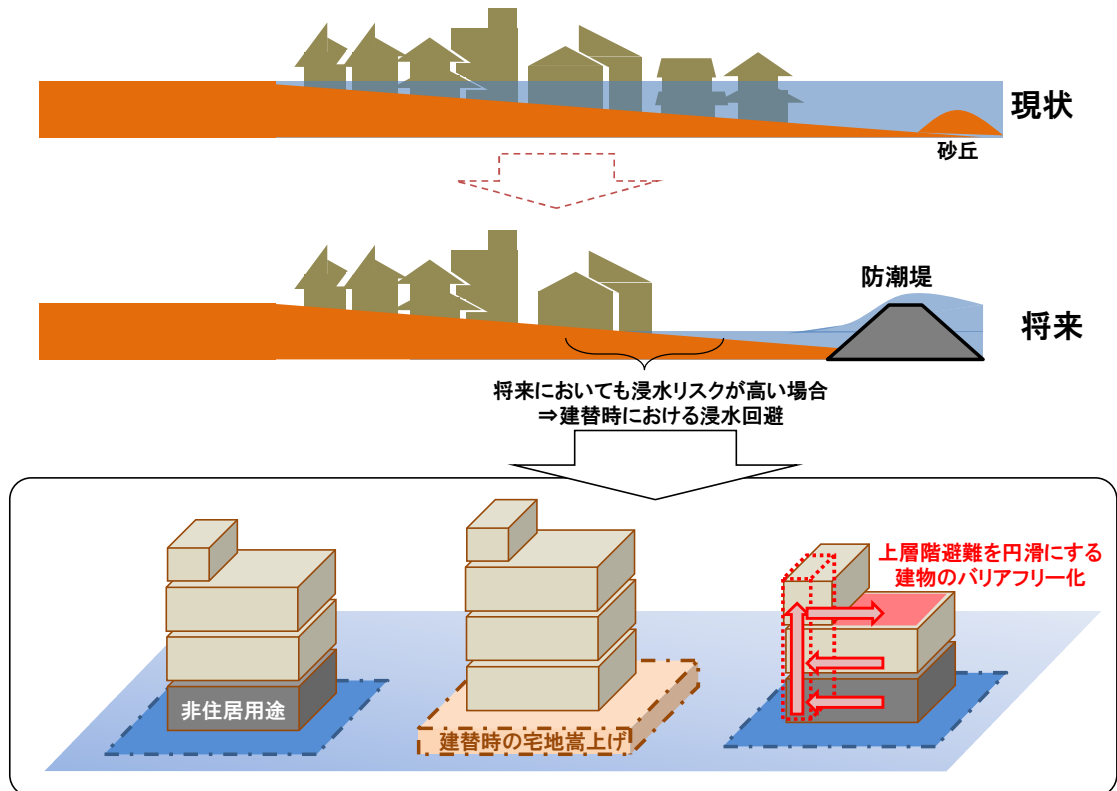 現状
砂丘
防潮堤
将来
将来においても浸水リスクが高い場合
⇒建替時における浸水回避
上層階避難を円滑にする
建物のバリアフリー化
非住居用途
建替時の宅地嵩上げ